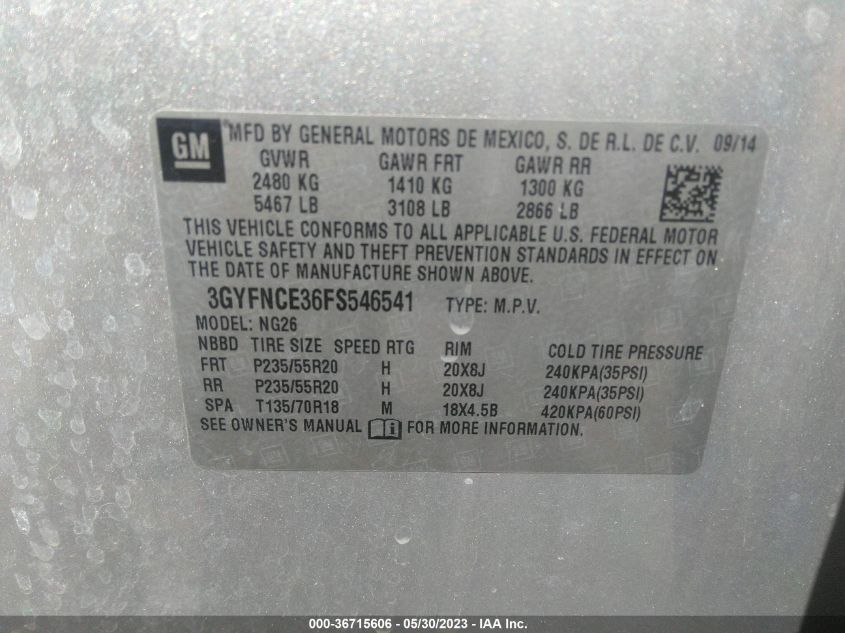 GM ®MFD BY GENERAL MOTORS DE MEXICO, S. DE R.L. DE C.V. 09/14
GVWR GAWR FRT GAWR RR
2480 KG 1410 KG 1300 KG
5467 LB 3108 LB 2866 LB
THIS VEHICLE CONFORMS TO ALL APPLICABLE U.S. FEDERAL MOTOR
VEHICLE SAFETY AND THEFT PREVENTION STANDARDS IN EFFECT ON
THE DATE OF MANUFACTURE SHOWN ABOVE.
3GYFNCE36FS546541 TYPE: M.P.V.
MODEL: NG26
NBBD TIRE SIZE SPEED RTG RIM COLD TIRE PRESSURE
FRT P235/55R20 H 20X8J 240KPA(35PSI)
RR P235/55R20 H 20X8J 240KPA(35PSI)
SPA T135/70R18 M 18X4.5B 420KPA(60PSI)
SEE OWNER'S MANUAL FOR MORE INFORMATION.
000-36715606 - 05/30/2023 - IAA Inc.